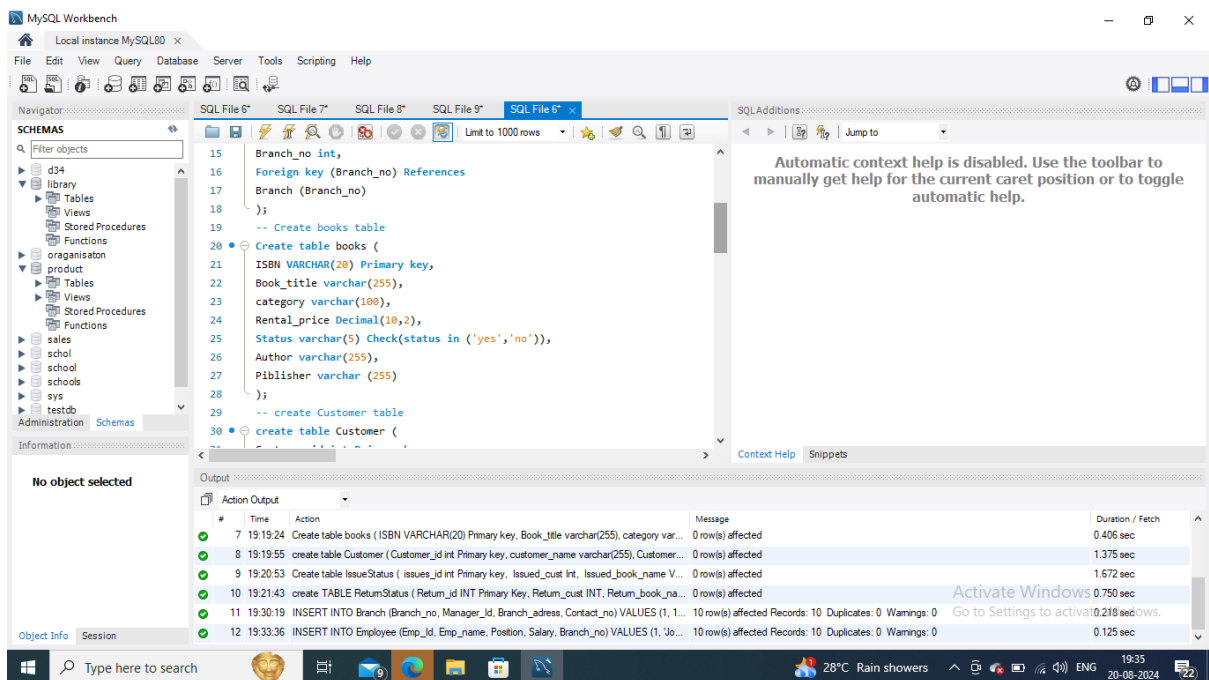 MySQL Workbench
Local instance MySQL80
File Edit View Query Database Server Tools Scripting Help
Navigator
SCHEMAS
Filter objects
d34
library
Tables
Views
Stored Procedures
Functions
oraganisaton
product
Tables
Views
Stored Procedures
Functions
sales
schol
school
schools
sys
testdb
Administration Schemas
Information
No object selected
Object Info Session
SQL File 6* SQL File 7* SQL File 8* SQL File 9* SQL File 6*
Limit to 1000 rows
15 Branch_no int,
16 Foreign key (Branch_no) References
17 Branch (Branch_no)
18 );
19 -- Create books table
20 Create table books (
21 ISBN VARCHAR(20) Primary key,
22 Book_title varchar(255),
23 category varchar(100),
24 Rental_price Decimal(10,2),
25 Status varchar(5) Check(status in ('yes','no')),
26 Author varchar(255),
27 Piblisher varchar (255)
28 );
29 -- create Customer table
30 create table Customer (
SQLAdditions
Jump to
Automatic context help is disabled. Use the toolbar to
manually get help for the current caret position or to toggle
automatic help.
Context Help Snippets
Output
Action Output
# Time Action Message Duration / Fetch
7 19:19:24 Create table books ( ISBN VARCHAR(20) Primary key, Book_title varchar(255), category var... 0 row(s) affected 0.406 sec
8 19:19:55 create table Customer ( Customer_id int Primary key, customer_name varchar(255), Customer... 0 row(s) affected 1.375 sec
9 19:20:53 Create table IssueStatus ( issues_id int Primary key, Issued_cust Int, Issued_book_name V... 0 row(s) affected 1.672 sec
10 19:21:43 create TABLE ReturnStatus ( Return_id INT Primary Key, Return_cust INT, Return_book_na... 0 row(s) affected 0.750 sec
11 19:30:19 INSERT INTO Branch (Branch_no, Manager_Id, Branch_adress, Contact_no) VALUES (1, 1... 10 row(s) affected Records: 10 Duplicates: 0 Warnings: 0 0.218 sec
12 19:33:36 INSERT INTO Employee (Emp_Id, Emp_name, Position, Salary, Branch_no) VALUES (1, 'Jo... 10 row(s) affected Records: 10 Duplicates: 0 Warnings: 0 0.125 sec
Activate Windows
Go to Settings to activate Windows.
Type here to search
9
28°C Rain showers
ENG
19:35
20-08-2024
22